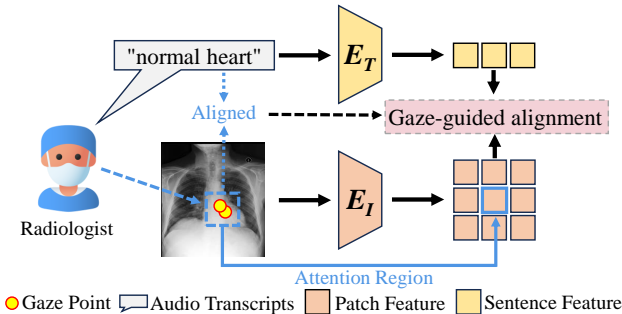 "normal heart"
E_T
Aligned
Gaze-guided alignment
E_I
Radiologist
Attention Region
Gaze Point
Audio Transcripts
Patch Feature
Sentence Feature